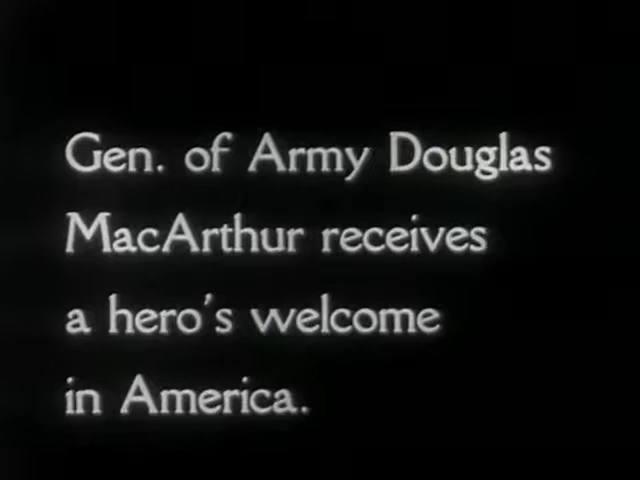 Gen. of Army Douglas
MacArthur receives
a hero's welcome
in America.